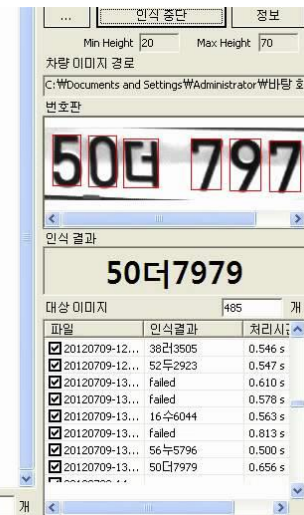 ... 인식 중단 정보
Min Height 20 Max Height 70
차량 이미지 경로
C:₩Documents and Settings₩Administrator₩바탕
번호판
50더 797
인식 결과
50더7979
대상 이미지 485 개
파일 인식결과 처리시간
20120709-12... 38러3505 0.546 s
20120709-12... 52두2923 0.547 s
20120709-13... failed 0.610 s
20120709-13... failed 0.578 s
20120709-13... 16수6044 0.563 s
20120709-13... failed 0.813 s
20120709-13... 56누5796 0.500 s
20120709-13... 50더7979 0.656 s
개